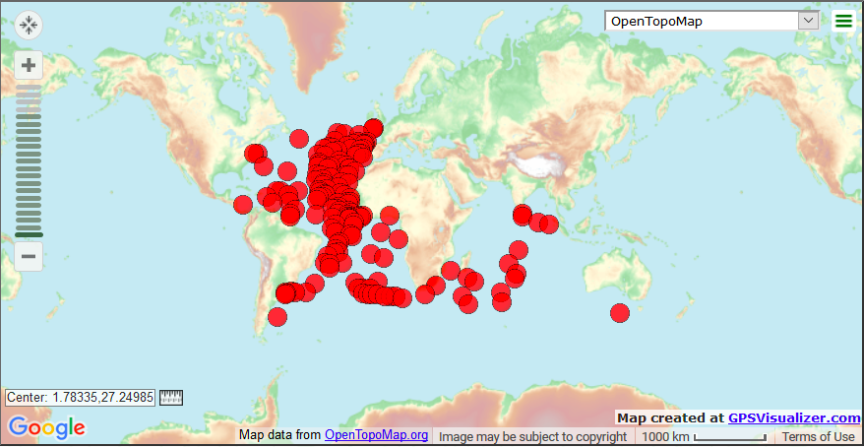 OpenTopoMap
Center: 1.78335,27.24985
Map created at GPSVisualizer.com
Google
Map data from OpenTopoMap.org
Image may be subject to copyright
1000 km
Terms of Use